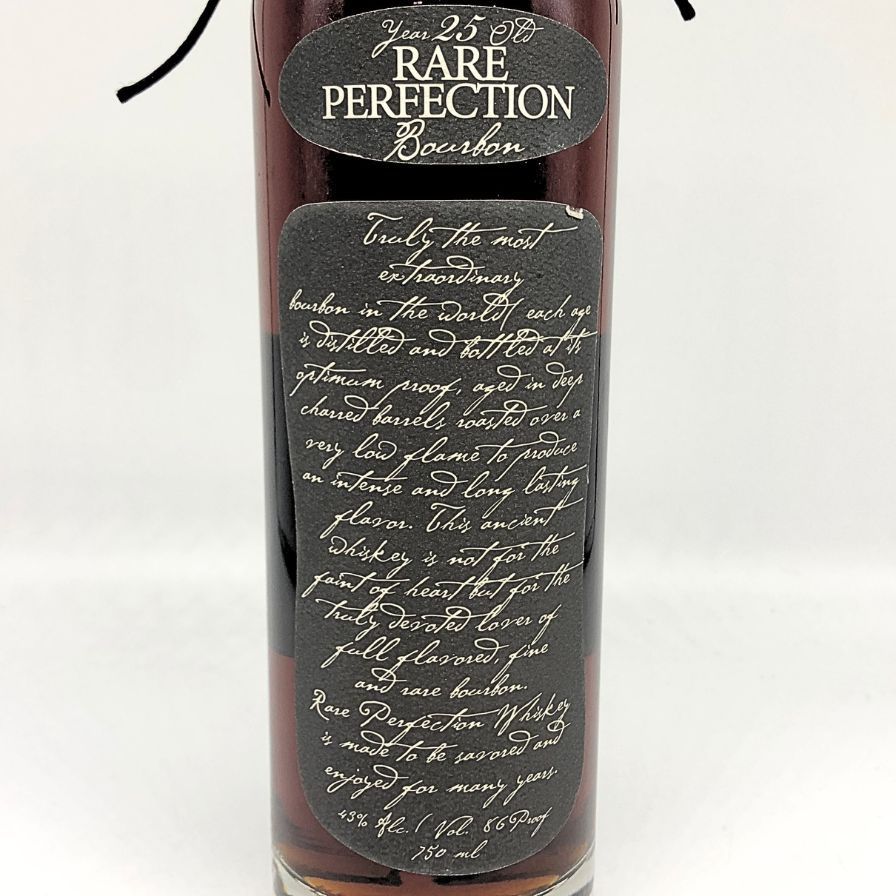 Year 25 Old
RARE
PERFECTION
Bourbon
Truly the most
extraordinary
bourbon in the world( each age
is distilled and bottled at its
optimum proof, aged in deep
charred barrels roasted over a
very low flame to produce
an intense and long lasting
flavor. This ancient
whiskey is not for the
faint of heart but for the
truly devoted lover of
full flavored, fine
and rare bourbon.
Rare Perfection Whiskey
is made to be savored and
enjoyed for many years.
43% Alc.( Vol. 86 Proof
750 ml